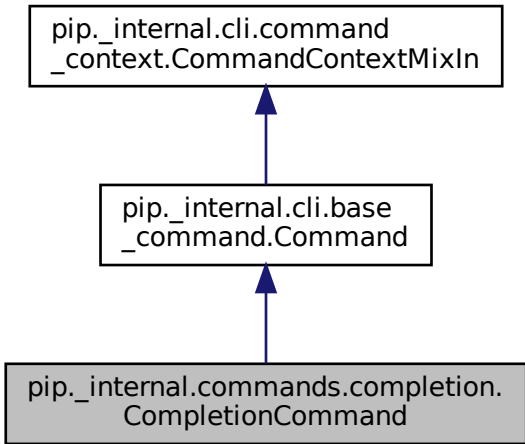 pip._internal.cli.command
_context.CommandContextMixIn
pip._internal.cli.base
_command.Command
pip._internal.commands.completion.
CompletionCommand